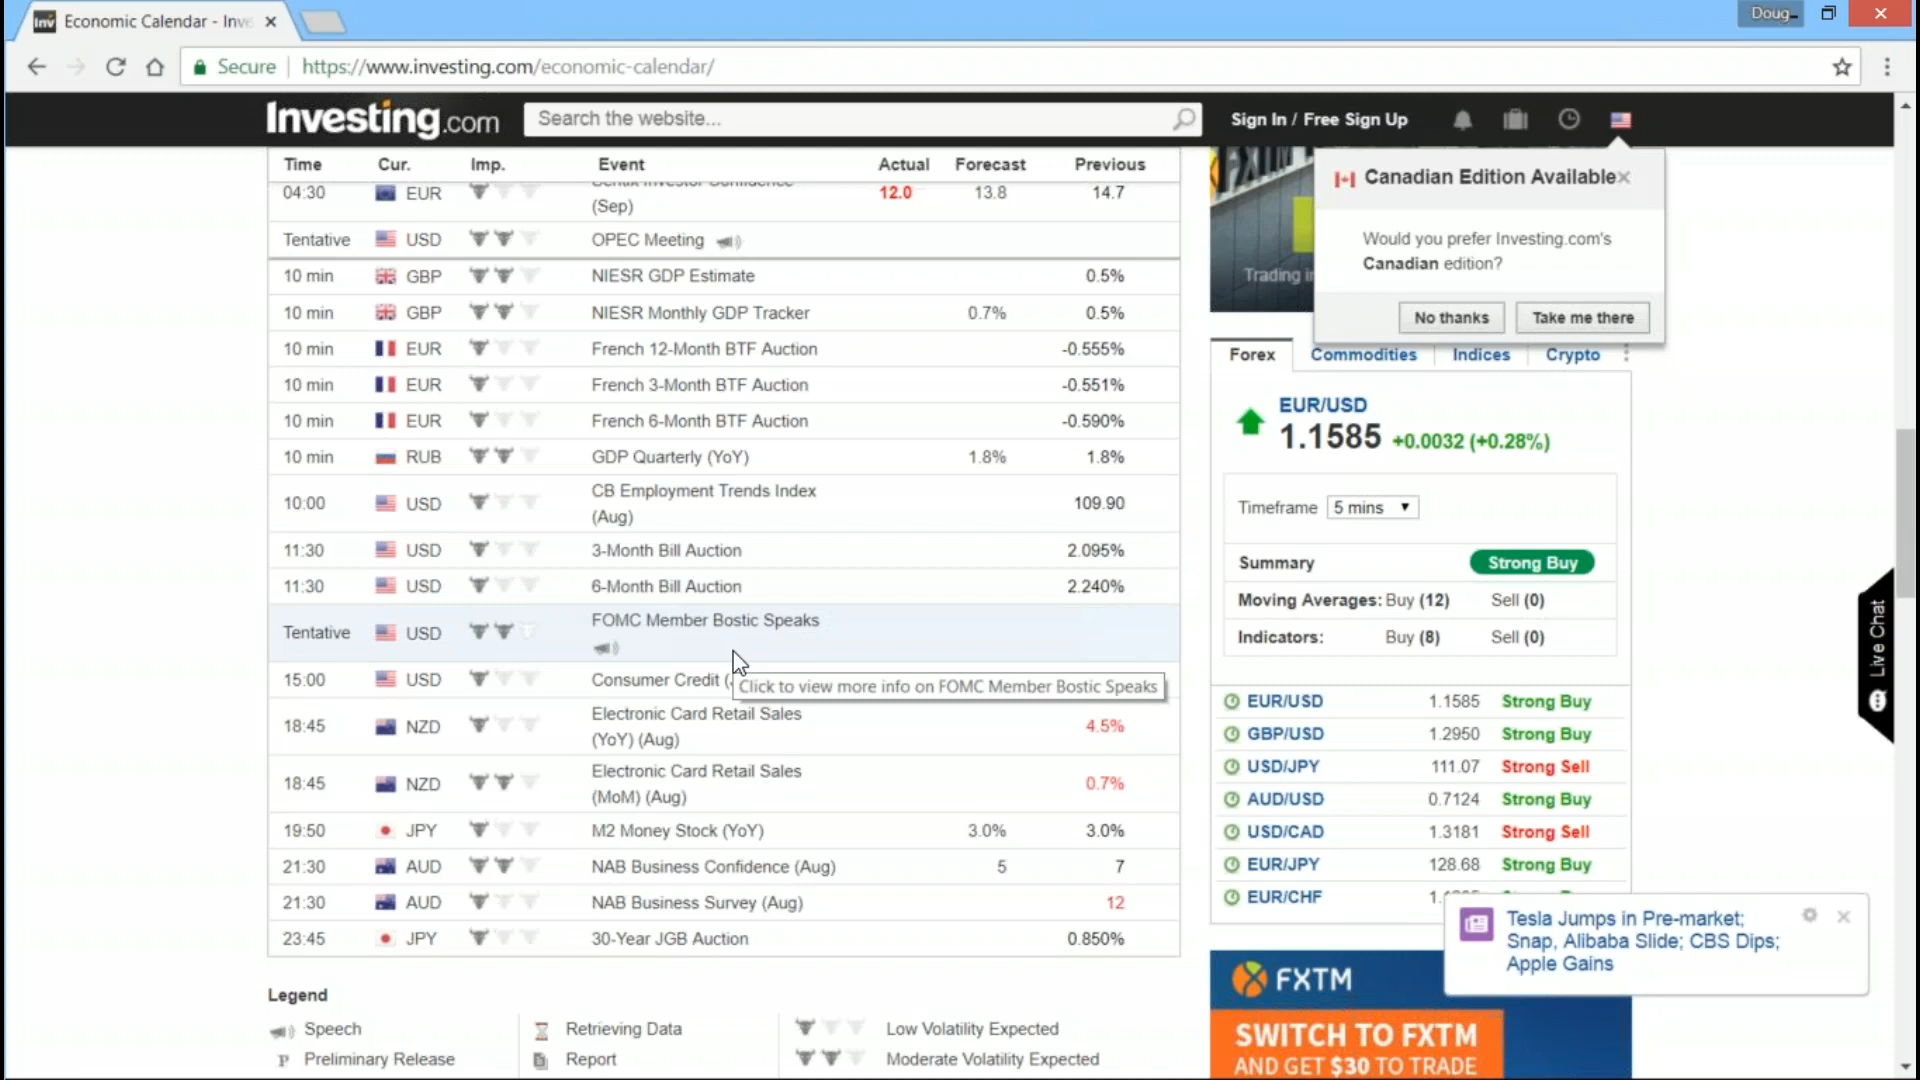 Economic Calendar - Inve
Doug
Secure
https://www.investing.com/economic-calendar/
Investing.com
Search the website...
Sign In / Free Sign Up
Time Cur. Imp. Event Actual Forecast Previous
04:30 EUR Sentix Investor Confidence
(Sep) 12.0 13.8 14.7
Tentative USD OPEC Meeting
10 min GBP NIESR GDP Estimate 0.5%
10 min GBP NIESR Monthly GDP Tracker 0.7% 0.5%
10 min EUR French 12-Month BTF Auction -0.555%
10 min EUR French 3-Month BTF Auction -0.551%
10 min EUR French 6-Month BTF Auction -0.590%
10 min RUB GDP Quarterly (YoY) 1.8% 1.8%
10:00 USD CB Employment Trends Index
(Aug) 109.90
11:30 USD 3-Month Bill Auction 2.095%
11:30 USD 6-Month Bill Auction 2.240%
Tentative USD FOMC Member Bostic Speaks
15:00 USD Consumer Credit (
Click to view more info on FOMC Member Bostic Speaks
18:45 NZD Electronic Card Retail Sales
(YoY) (Aug) 4.5%
18:45 NZD Electronic Card Retail Sales
(MoM) (Aug) 0.7%
19:50 JPY M2 Money Stock (YoY) 3.0% 3.0%
21:30 AUD NAB Business Confidence (Aug) 5 7
21:30 AUD NAB Business Survey (Aug) 12
23:45 JPY 30-Year JGB Auction 0.850%
Legend
Speech Retrieving Data Low Volatility Expected
P Preliminary Release Report Moderate Volatility Expected
FXTM
Trading
Canadian Edition Available
Would you prefer Investing.com's
Canadian edition?
No thanks Take me there
Forex Commodities Indices Crypto
EUR/USD
1.1585 +0.0032 (+0.28%)
Timeframe 5 mins
Summary Strong Buy
Moving Averages: Buy (12) Sell (0)
Indicators: Buy (8) Sell (0)
EUR/USD 1.1585 Strong Buy
GBP/USD 1.2950 Strong Buy
USD/JPY 111.07 Strong Sell
AUD/USD 0.7124 Strong Buy
USD/CAD 1.3181 Strong Sell
EUR/JPY 128.68 Strong Buy
EUR/CHF 1.
Tesla Jumps in Pre-market;
Snap, Alibaba Slide; CBS Dips;
Apple Gains
FXTM
SWITCH TO FXTM
AND GET $30 TO TRADE
Live Chat